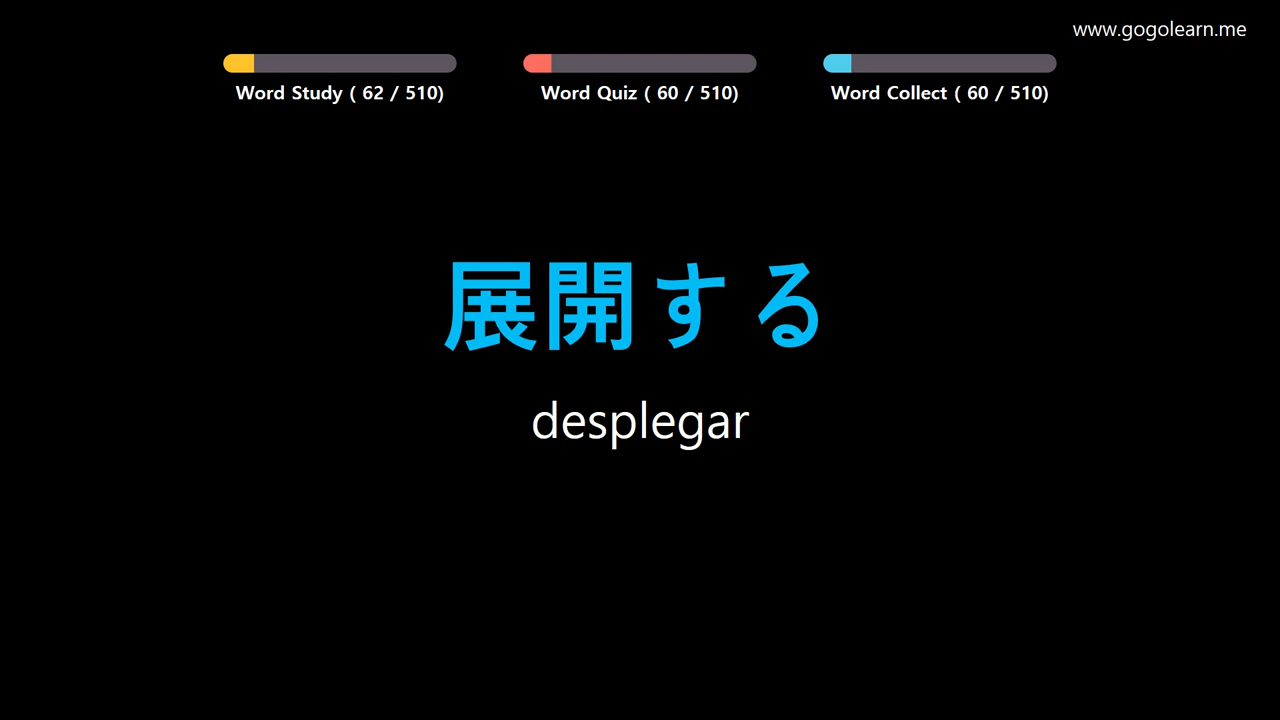 www.gogolearn.me
Word Study ( 62 / 510)
Word Quiz ( 60 / 510)
Word Collect ( 60 / 510)
展開する
desplegar